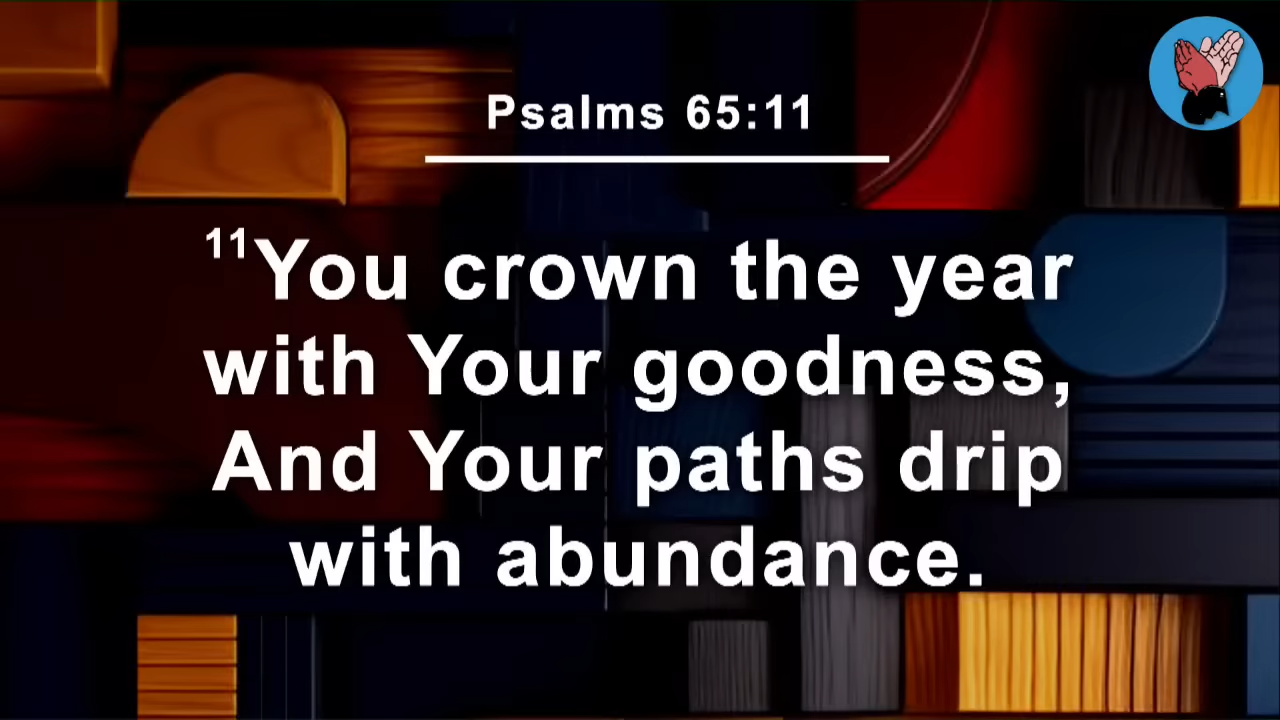 Psalms 65:11
11You crown the year
with Your goodness,
And Your paths drip
with abundance.